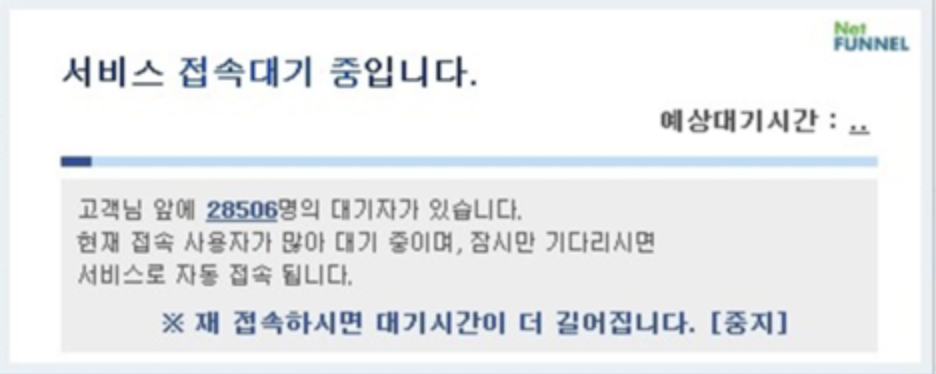 Net
FUNNEL
서비스 접속대기 중입니다.
예상대기시간 : ..
고객님 앞에 28506명의 대기자가 있습니다.
현재 접속 사용자가 많아 대기 중이며, 잠시만 기다리시면
서비스로 자동 접속 됩니다.
※ 재 접속하시면 대기시간이 더 길어집니다. [중지]